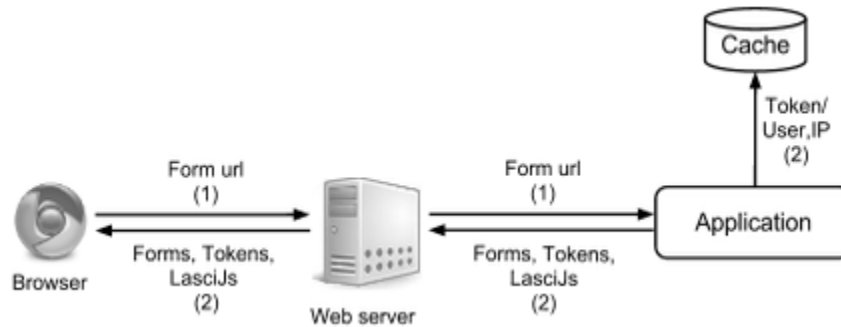 Cache
Token/
User,IP
(2)
Form url
(1)
Form url
(1)
Application
Forms, Tokens,
LasciJs
(2)
Forms, Tokens,
LasciJs
(2)
Browser
Web server